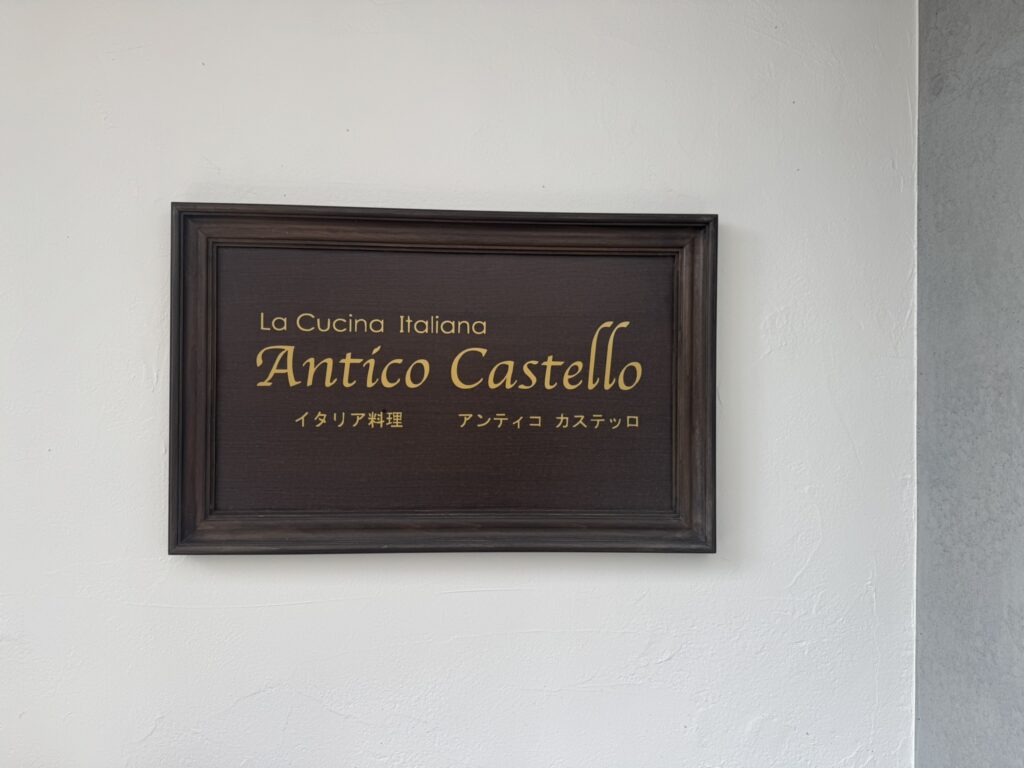 La Cucina Italiana
Antico Castello
イタリア料理 アンティコ カステッロ